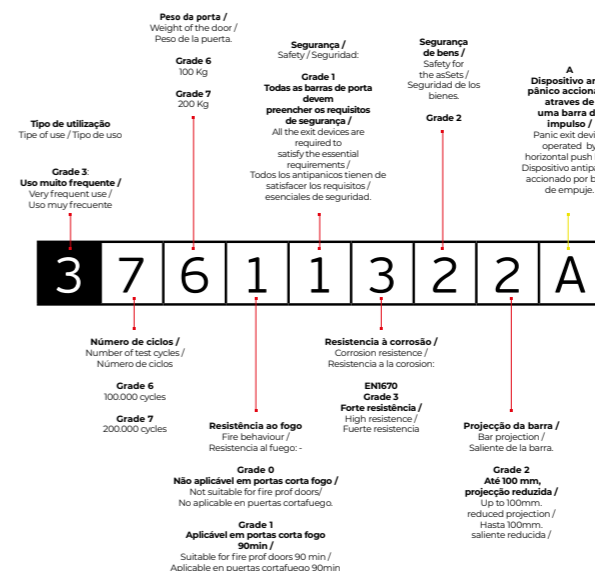 Peso da porta /
Weight of the door /
Peso de la puerta.
Grade 6
100 Kg
Grade 7
200 Kg
Tipo de utilização
Tipe of use / Tipo de uso
Grade 3:
Uso muito frequente /
Very frequent use /
Uso muy frecuente
Segurança /
Safety / Seguridad:
Grade 1
Todas as barras de porta
devem
preencher os requisitos
de segurança /
All the exit devices are
required to
satisfy the essential
requirements /
Todos los antipanicos tienen de
satisfacer los requisitos /
esenciales de seguridad.
Segurança
de bens /
Safety for
the asSets /
Seguridad de los
bienes.
Grade 2
A
Dispositivo
pânico
atraves de
uma barra
impulso /
Panic exit
operated
horizontal push
Dispositivo
accionado por
de empuje.
3 7 6 1 1 3 2 2 A
Número de ciclos /
Number of test cycles /
Número de ciclos
Grade 6
100.000 cycles
Grade 7
200.000 cycles
Resistência ao fogo
Fire behaviour /
Resistencia al fuego: -
Grade 0
Não aplicável em portas corta fogo /
Not suitable for fire prof doors/
No aplicable en puertas cortafuego.
Grade 1
Aplicável em portas corta fogo
90min /
Suitable for fire prof doors 90 min /
Aplicable en puertas cortafuego 90min
Resistencia à corrosão /
Corrosion resistence /
Resistencia a la corosion:
EN1670
Grade 3
Forte resistência /
High resistence /
Fuerte resistencia
Projecção da barra /
Bar projection /
Saliente de la barra.
Grade 2
Até 100 mm,
projecção reduzida /
Up to 100mm.
reduced projection /
Hasta 100mm.
saliente reducida /